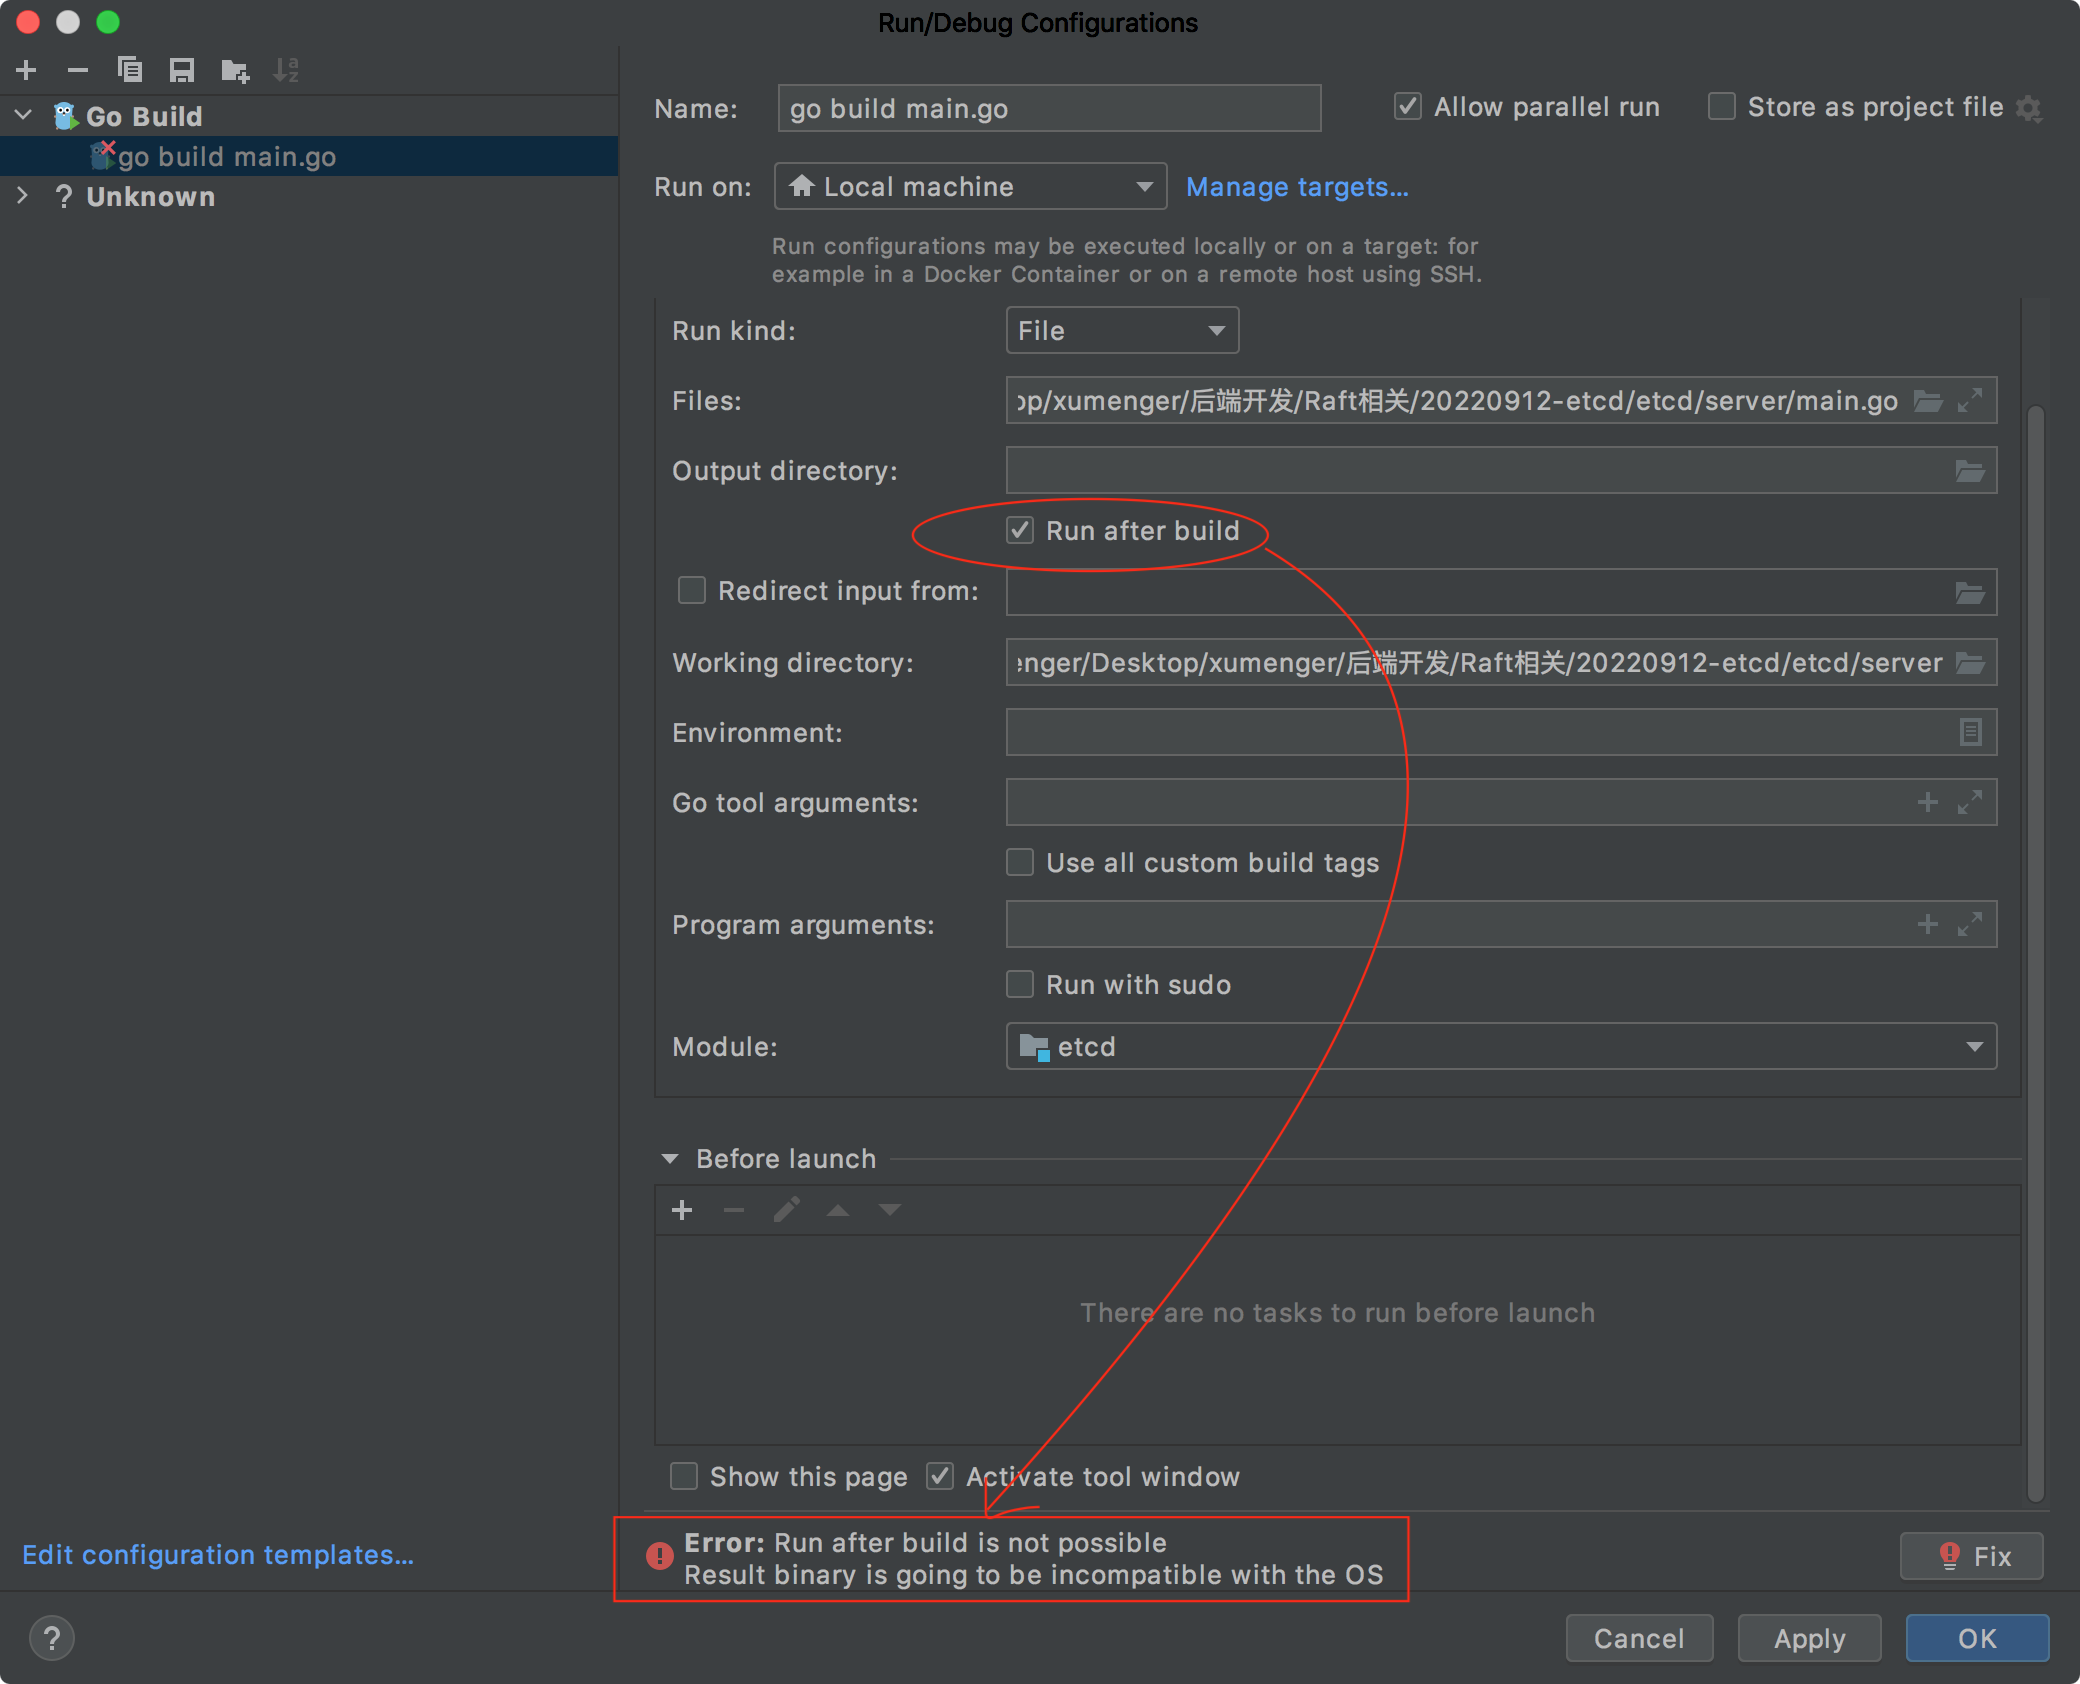 Run/Debug Configurations
Go Build
go build main.go
Unknown
Name: go build main.go Allow parallel run Store as project file
Run on: Local machine Manage targets...
Run configurations may be executed locally or on a target: for
example in a Docker Container or on a remote host using SSH.
Run kind: File
Files: op/xumenger/后端开发/Raft相关/20220912-etcd/etcd/server/main.go
Output directory:
Run after build
Redirect input from:
Working directory: enger/Desktop/xumenger/后端开发/Raft相关/20220912-etcd/etcd/server
Environment:
Go tool arguments:
Use all custom build tags
Program arguments:
Run with sudo
Module: etcd
Before launch
There are no tasks to run before launch
Show this page Activate tool window
Edit configuration templates...
Error: Run after build is not possible
Result binary is going to be incompatible with the OS
Fix
Cancel Apply OK